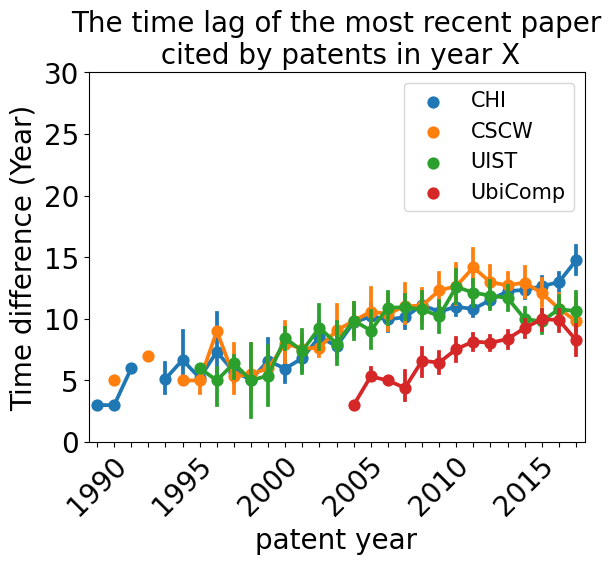 The time lag of the most recent paper
cited by patents in year X
30
25
20
15
10
5
0
Time difference (Year)
CHI
CSCW
UIST
UbiComp
1990
1995
2000
2005
2010
2015
patent year